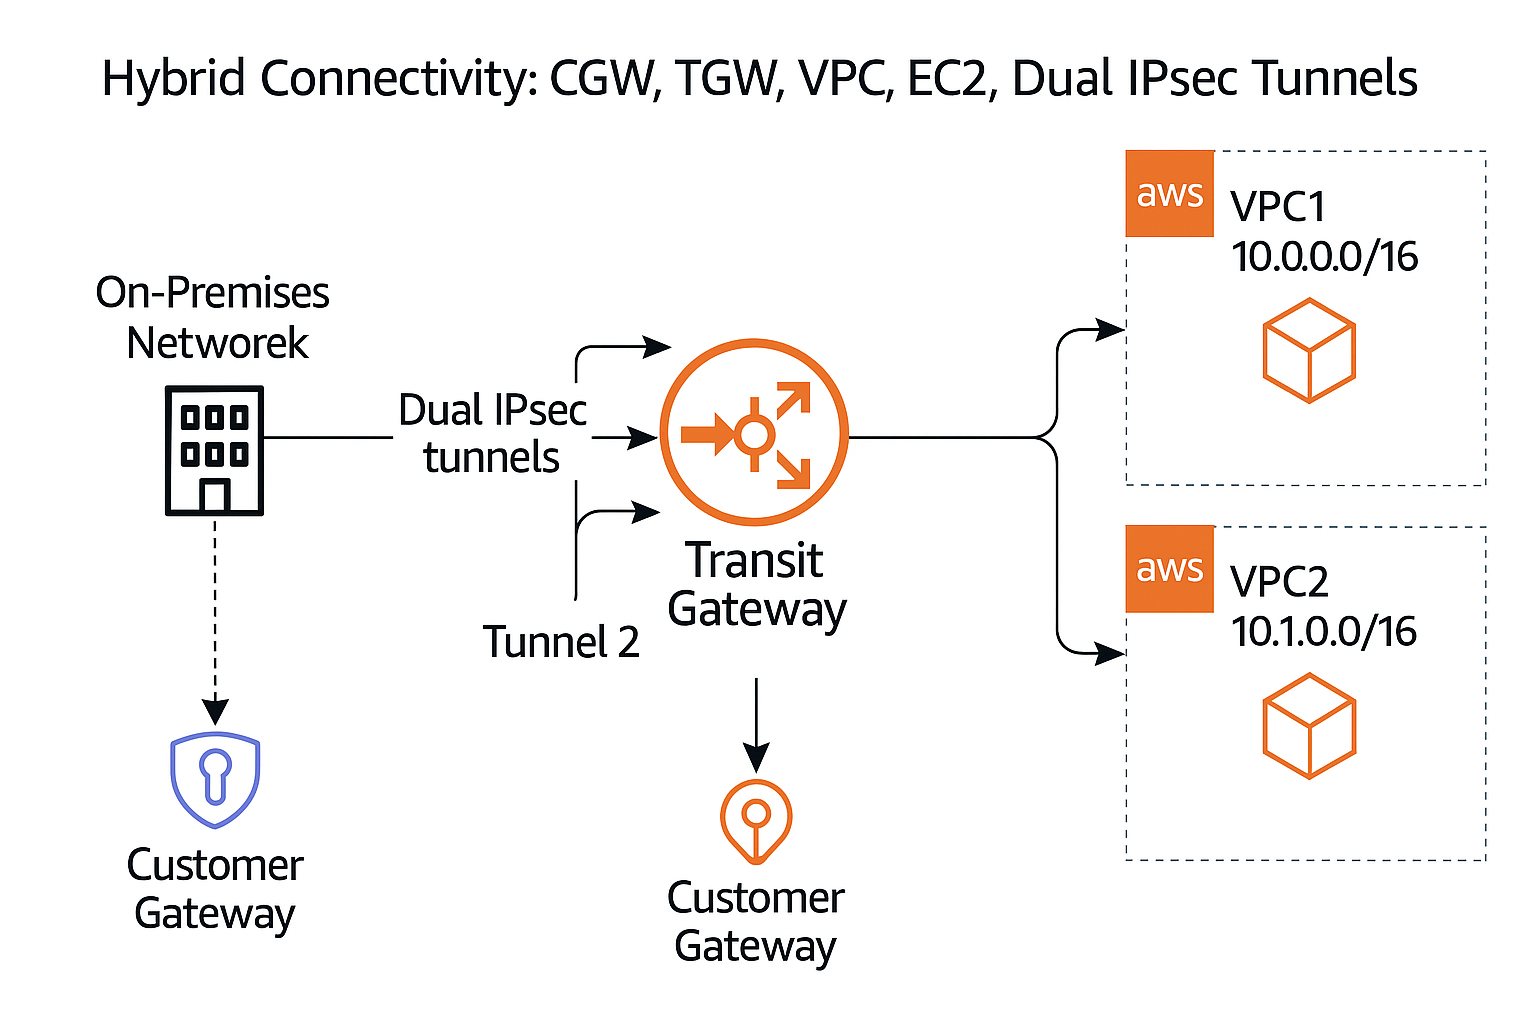 Hybrid Connectivity: CGW, TGW, VPC, EC2, Dual IPsec Tunnels
On-Premises
Networek
Dual IPsec
tunnels
Tunnel 2
Transit
Gateway
Customer
Gateway
Customer
Gateway
aws
VPC1
10.0.0.0/16
aws
VPC2
10.1.0.0/16